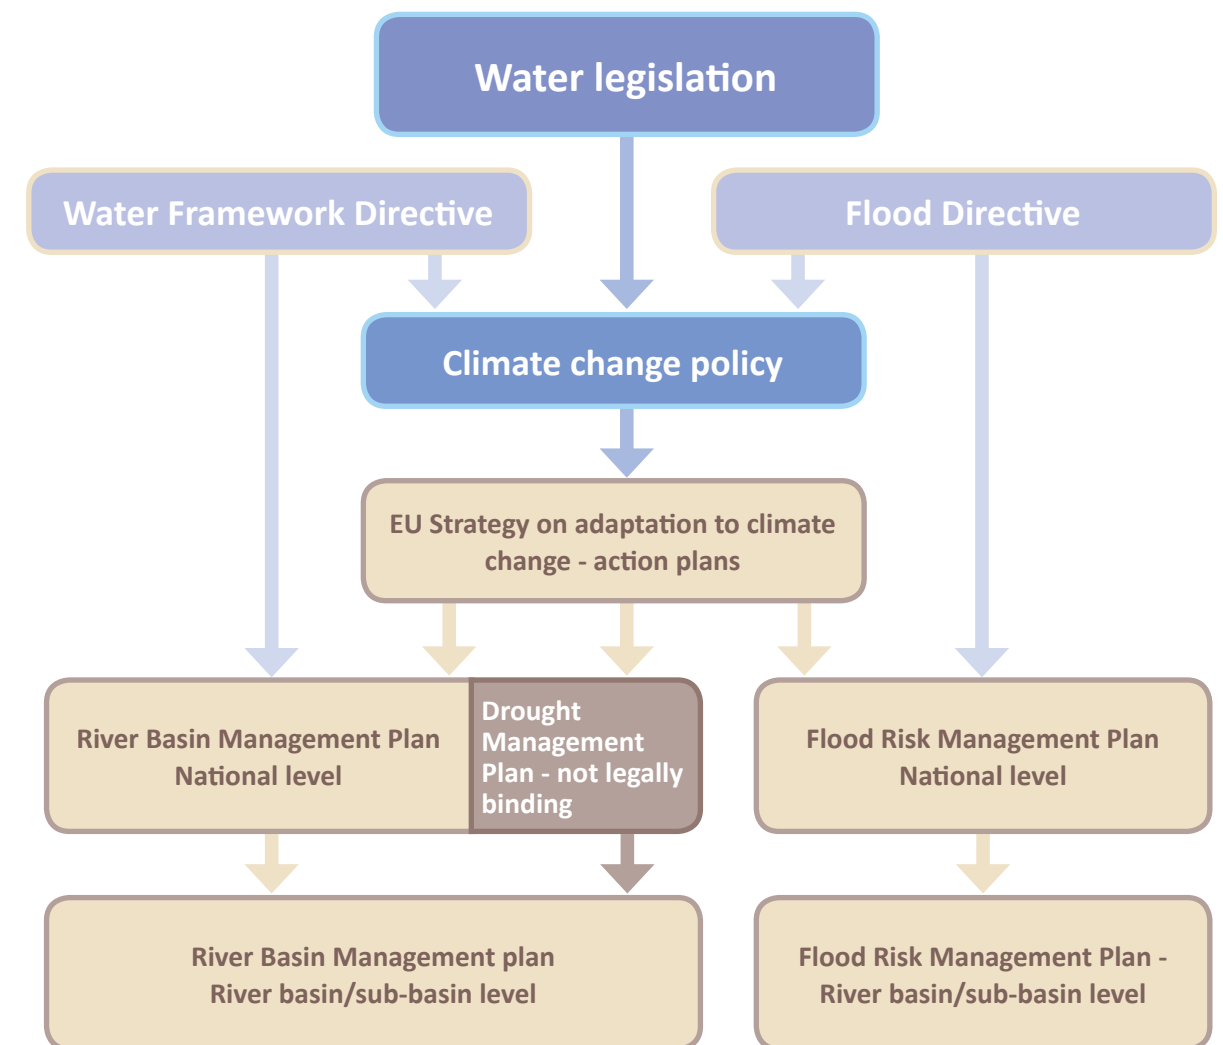 Water legislation
Water Framework Directive
Flood Directive
Climate change policy
EU Strategy on adaptation to climate
change - action plans
River Basin Management Plan
National level
Drought
Management
Plan - not legally
binding
Flood Risk Management Plan
National level
River Basin Management plan
River basin/sub-basin level
Flood Risk Management Plan -
River basin/sub-basin level